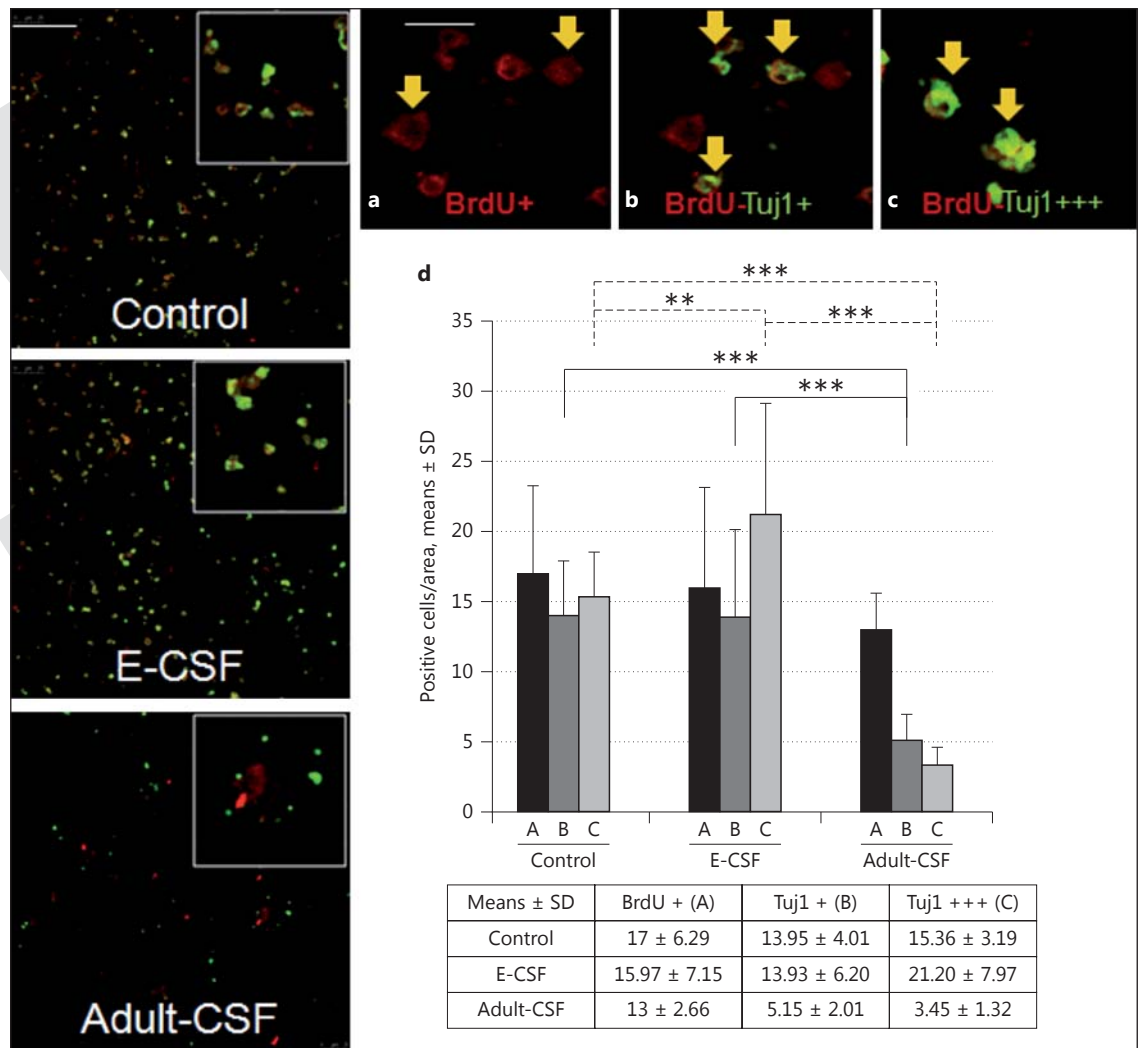 Control
E-CSF
Adult-CSF
a
BrdU+
b
BrdU-Tuj1+
c
BrdU-Tuj1+++
d
***
**
***
***
***
Positive cells/area, means ± SD
35
30
25
20
15
10
5
0
A B C A B C A B C
Control E-CSF Adult-CSF
Means ± SD BrdU + (A) Tuj1 + (B) Tuj1 +++ (C)
Control 17 ± 6.29 13.95 ± 4.01 15.36 ± 3.19
E-CSF 15.97 ± 7.15 13.93 ± 6.20 21.20 ± 7.97
Adult-CSF 13 ± 2.66 5.15 ± 2.01 3.45 ± 1.32